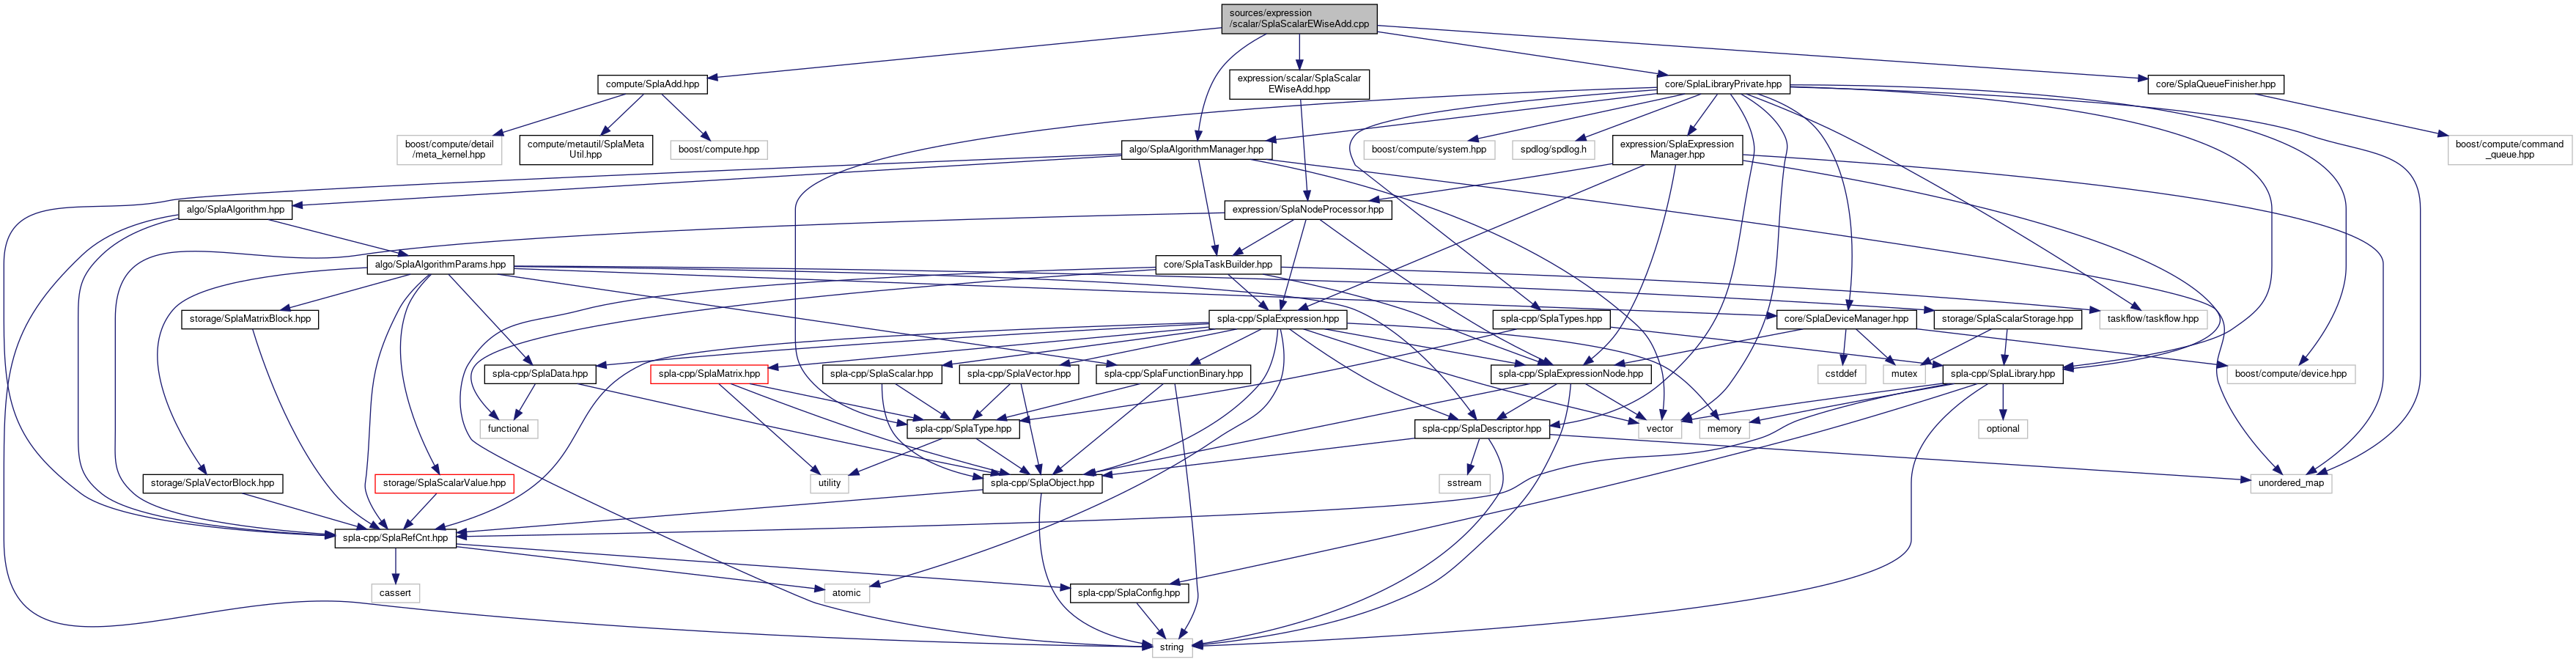 sources/expression
/scalar/SplaScalarEWiseAdd.cpp
compute/SplaAdd.hpp
expression/scalar/SplaScalar
EWiseAdd.hpp
core/SplaLibraryPrivate.hpp
core/SplaQueueFinisher.hpp
boost/compute/detail
/meta_kernel.hpp
compute/metautil/SplaMeta
Util.hpp
boost/compute.hpp
algo/SplaAlgorithmManager.hpp
boost/compute/system.hpp
spdlog/spdlog.h
expression/SplaExpression
Manager.hpp
boost/compute/command
_queue.hpp
algo/SplaAlgorithm.hpp
expression/SplaNodeProcessor.hpp
algo/SplaAlgorithmParams.hpp
core/SplaTaskBuilder.hpp
storage/SplaMatrixBlock.hpp
spla-cpp/SplaExpression.hpp
spla-cpp/SplaTypes.hpp
core/SplaDeviceManager.hpp
storage/SplaScalarStorage.hpp
taskflow/taskflow.hpp
spla-cpp/SplaData.hpp
spla-cpp/SplaMatrix.hpp
spla-cpp/SplaScalar.hpp
spla-cpp/SplaVector.hpp
spla-cpp/SplaFunctionBinary.hpp
spla-cpp/SplaExpressionNode.hpp
cstddef
mutex
spla-cpp/SplaLibrary.hpp
boost/compute/device.hpp
functional
spla-cpp/SplaType.hpp
spla-cpp/SplaDescriptor.hpp
vector
memory
optional
storage/SplaVectorBlock.hpp
storage/SplaScalarValue.hpp
utility
spla-cpp/SplaObject.hpp
sstream
unordered_map
spla-cpp/SplaRefCnt.hpp
cassert
atomic
spla-cpp/SplaConfig.hpp
string